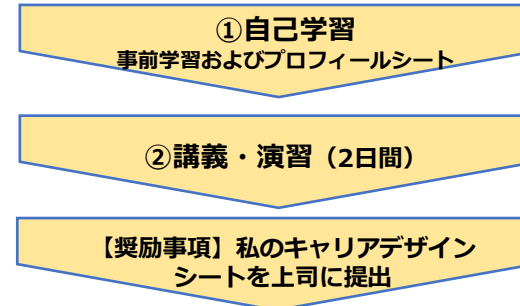 ①自己学習
事前学習およびプロフィールシート
②講義・演習（2日間）
【奨励事項】私のキャリアデザイン
シートを上司に提出